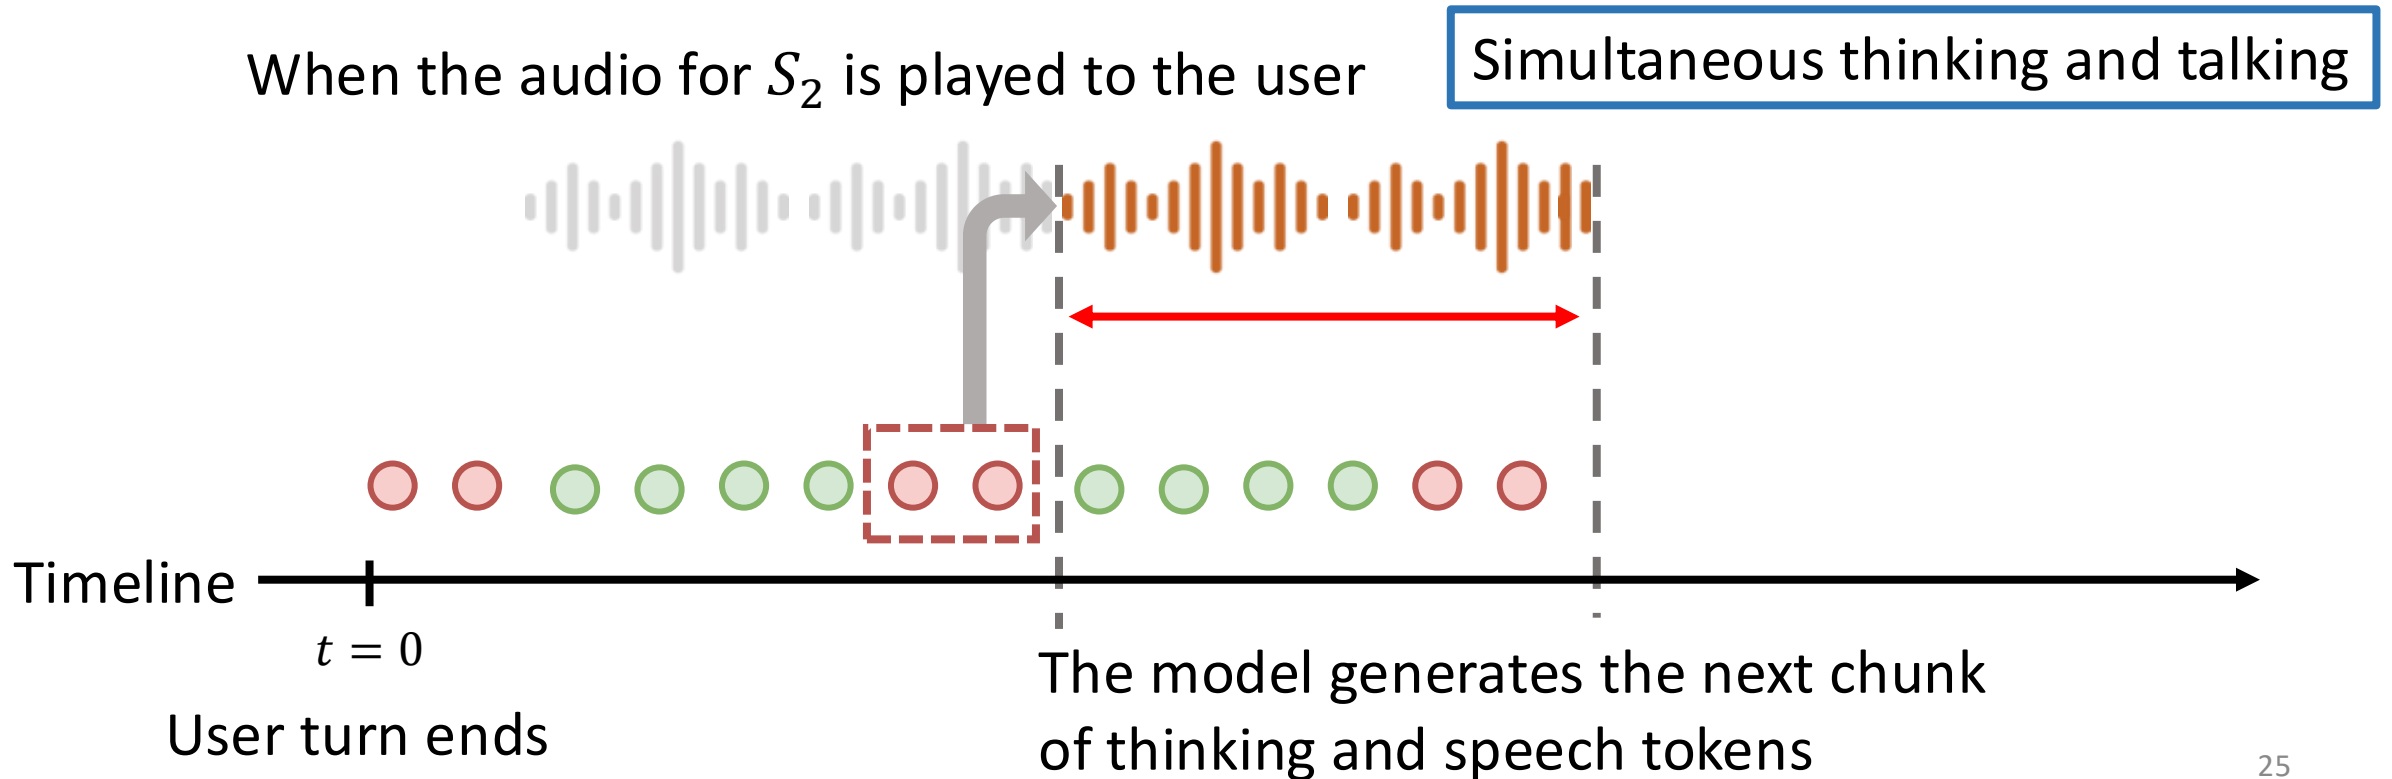 When the audio for S₂ is played to the user
Simultaneous thinking and talking
Timeline
t = 0
User turn ends
The model generates the next chunk
of thinking and speech tokens
25